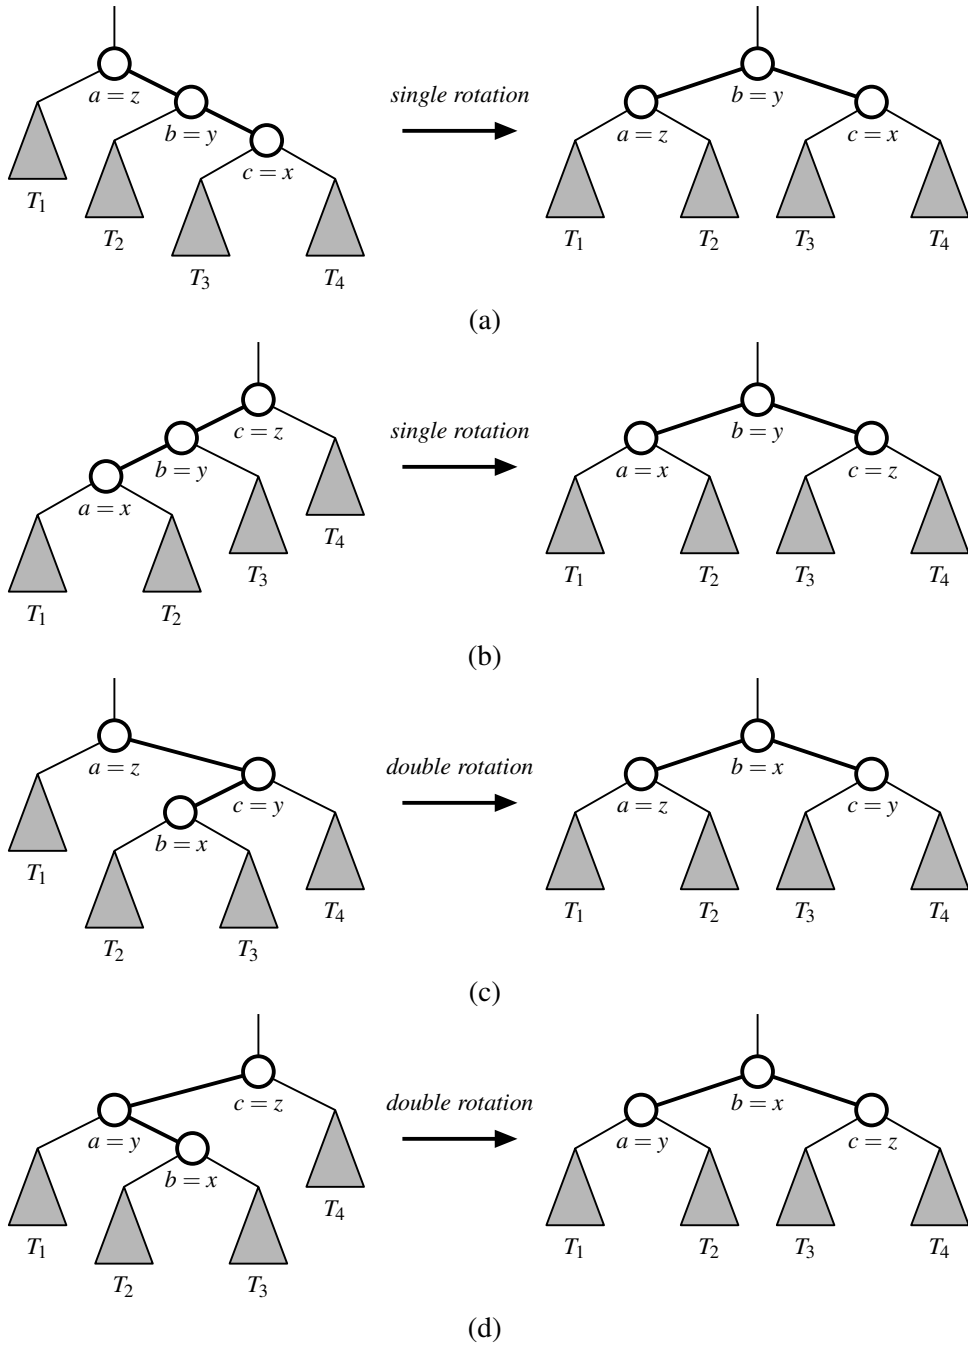 a = z
b = y
c = x
T1
T2
T3
T4
single rotation
b = y
a = z
c = x
T1
T2
T3
T4
(a)
c = z
b = y
a = x
T4
T3
T1
T2
single rotation
b = y
a = x
c = z
T1
T2
T3
T4
(b)
a = z
c = y
b = x
T1
T4
T2
T3
double rotation
b = x
a = z
c = y
T1
T2
T3
T4
(c)
c = z
a = y
b = x
T4
T1
T2
T3
double rotation
b = x
a = y
c = z
T1
T2
T3
T4
(d)